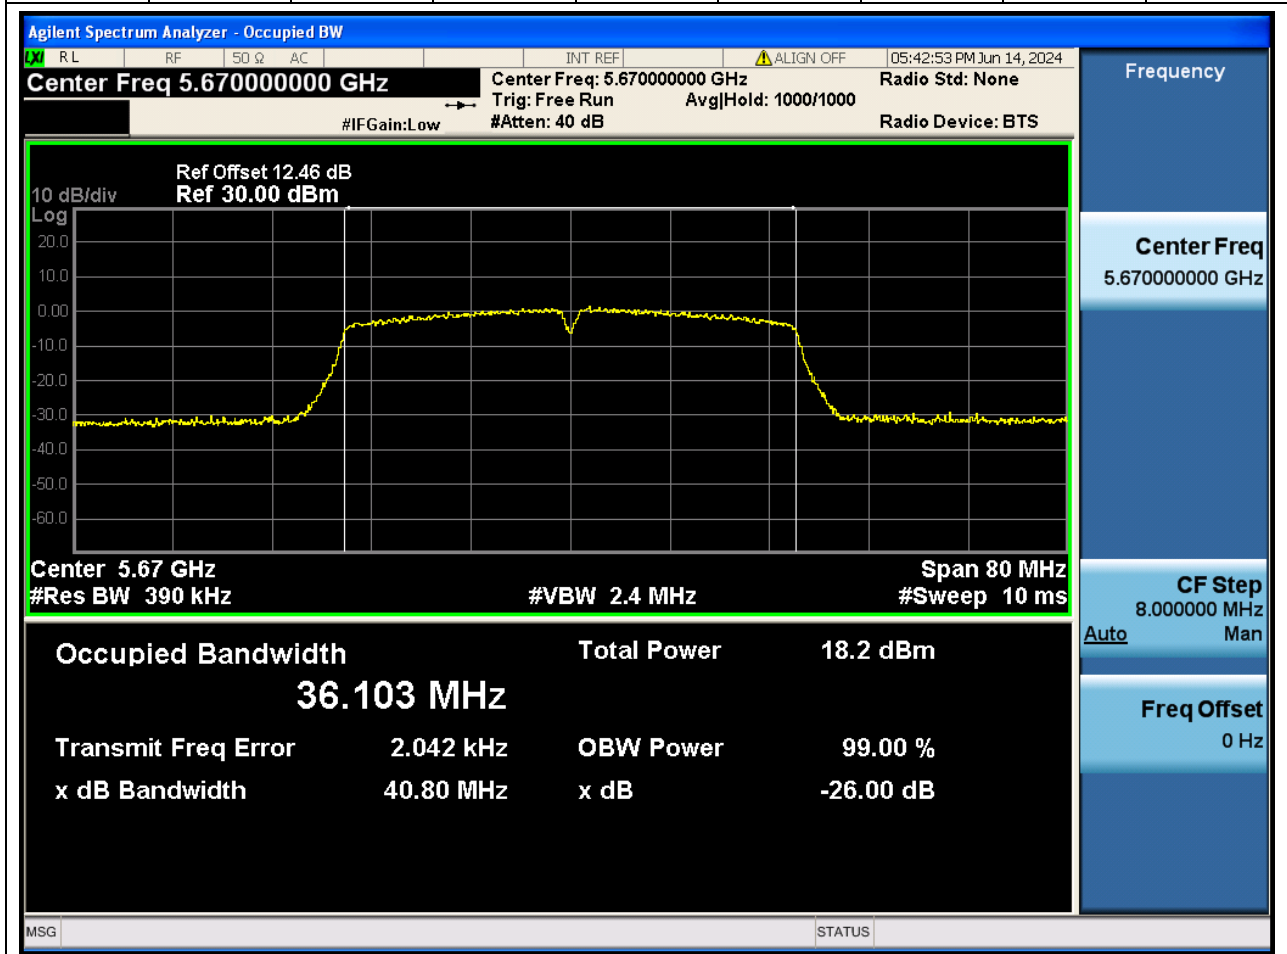 Agilent Spectrum Analyzer - Occupied BW
LXI RL RF 50 Ω AC INT REF ALIGN OFF 05:42:53 PM Jun 14, 2024
Center Freq 5.670000000 GHz
Center Freq: 5.670000000 GHz Radio Std: None
Trig: Free Run Avg|Hold: 1000/1000
#IFGain:Low #Atten: 40 dB Radio Device: BTS
Ref Offset 12.46 dB
10 dB/div Ref 30.00 dBm
Log
20.0
10.0
0.00
-10.0
-20.0
-30.0
-40.0
-50.0
-60.0
Center 5.67 GHz Span 80 MHz
#Res BW 390 kHz #VBW 2.4 MHz #Sweep 10 ms
Occupied Bandwidth Total Power 18.2 dBm
36.103 MHz
Transmit Freq Error 2.042 kHz OBW Power 99.00 %
x dB Bandwidth 40.80 MHz x dB -26.00 dB
Frequency
Center Freq
5.670000000 GHz
CF Step
8.000000 MHz
Auto Man
Freq Offset
0 Hz
MSG STATUS